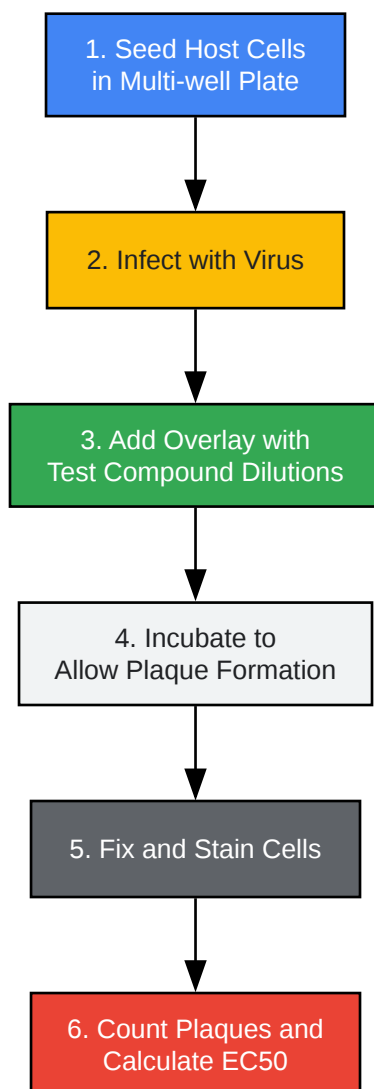 1. Seed Host Cells
in Multi-well Plate
2. Infect with Virus
3. Add Overlay with
Test Compound Dilutions
4. Incubate to
Allow Plaque Formation
5. Fix and Stain Cells
6. Count Plaques and
Calculate EC50